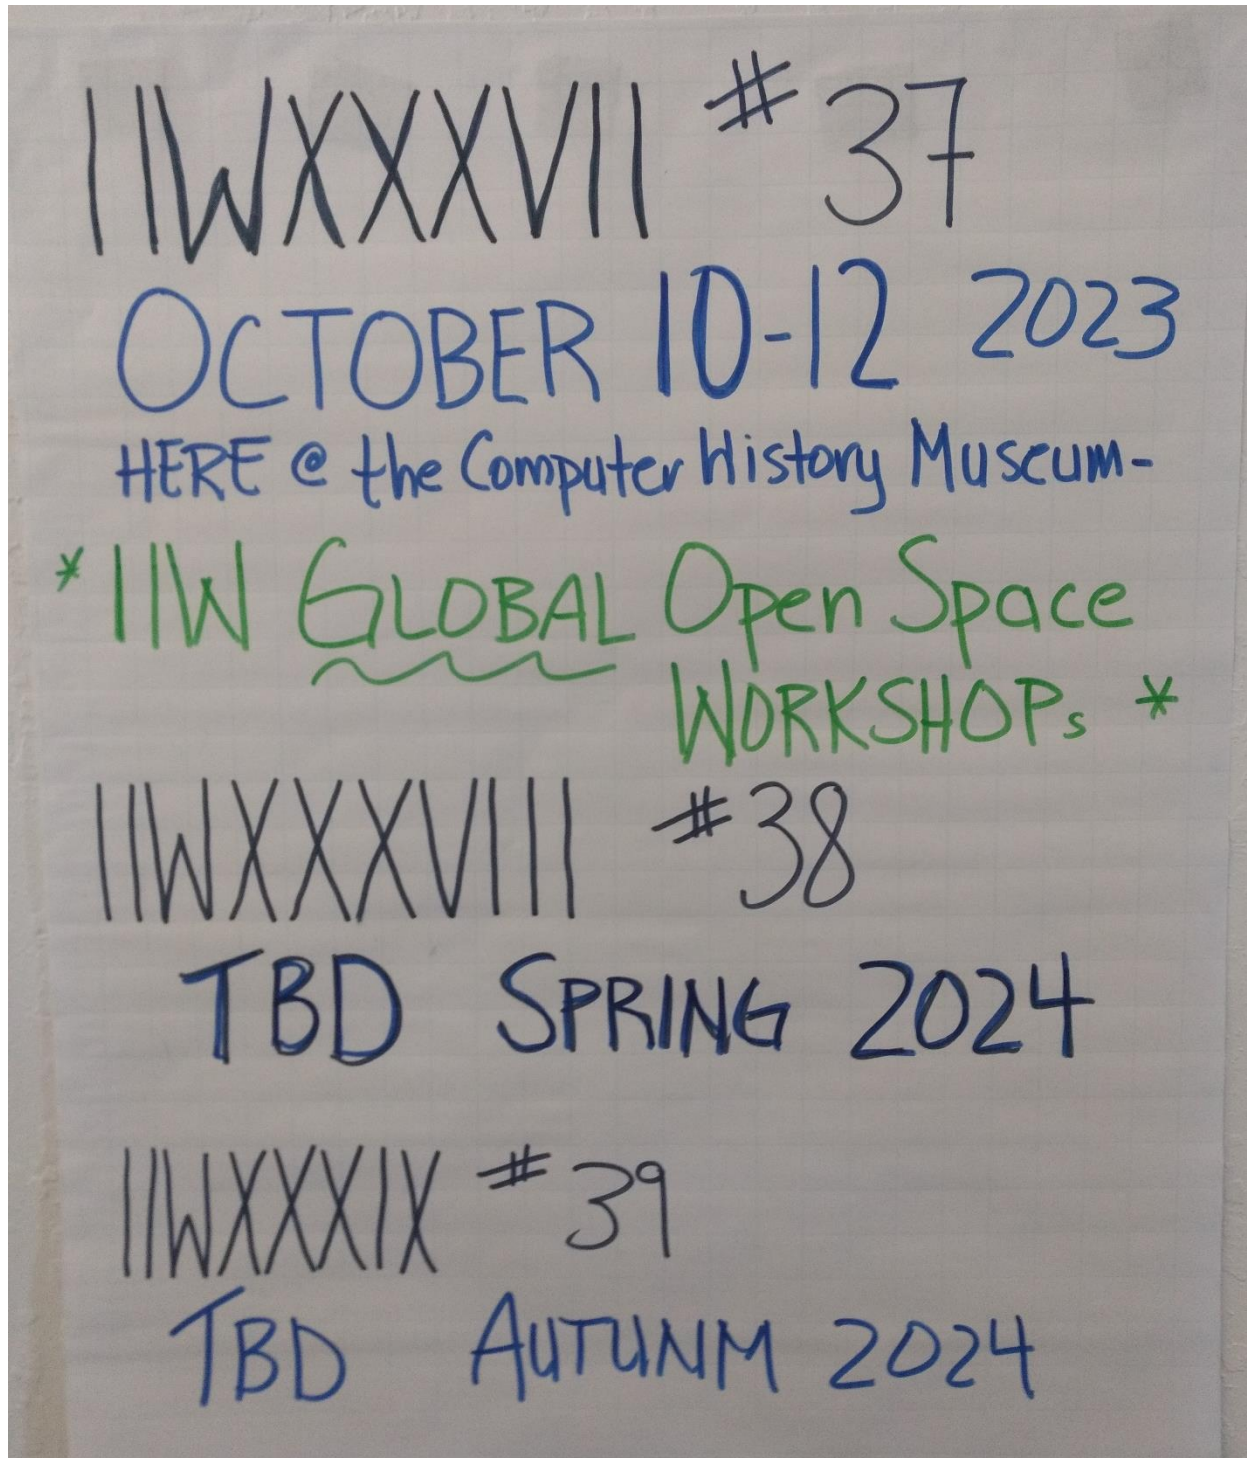 IIWXXXVII #37
OCTOBER 10-12 2023
HERE @ the Computer History Museum-
* IIW GLOBAL Open Space
WORKSHOPs *
IIWXXXVIII #38
TBD SPRING 2024
IIWXXXIX #39
TBD AUTUNM 2024